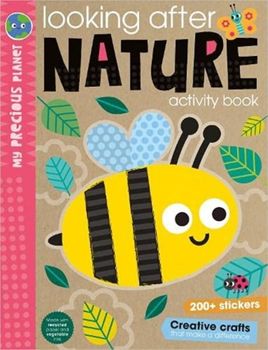 MY PRECIOUS PLANET
looking after
NATURE
activity book
200+ stickers
Creative crafts
that make a difference
Made with
recycled
paper and
vegetable
ink